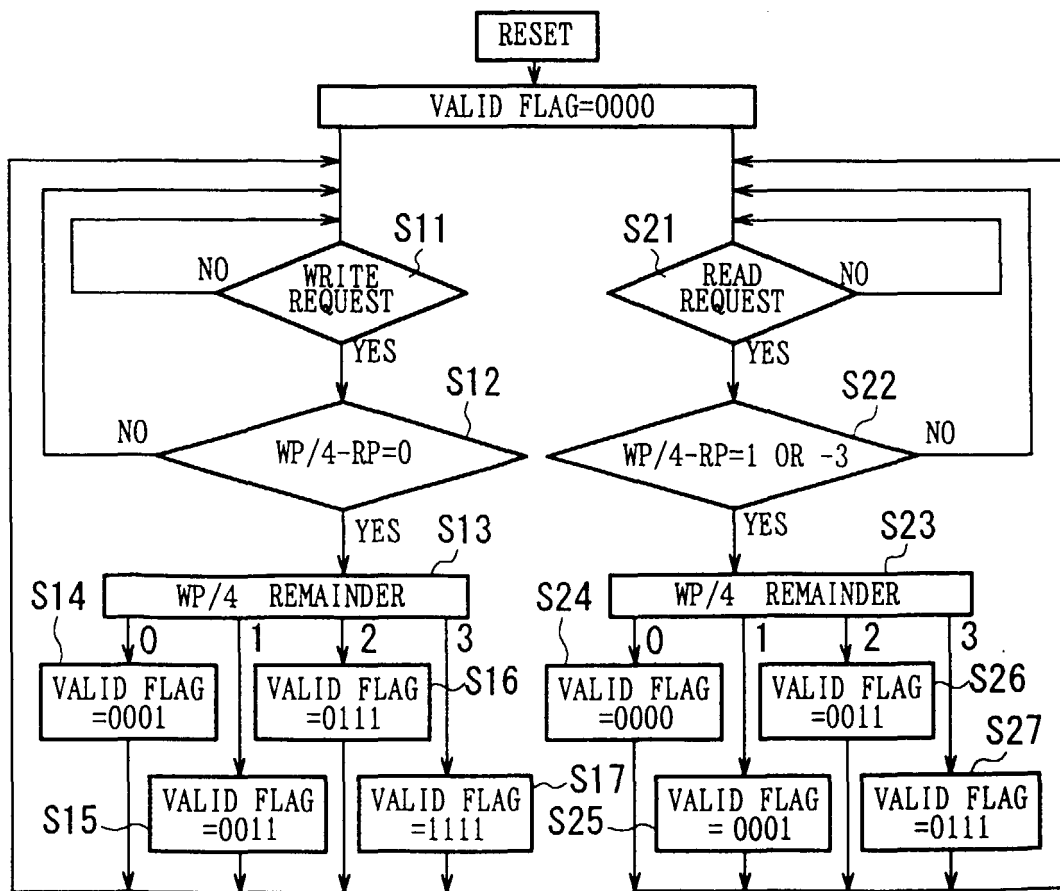 RESET
VALID FLAG=0000
S11
S21
NO
WRITE
REQUEST
READ
REQUEST
NO
YES
YES
S12
S22
NO
WP/4-RP=0
WP/4-RP=1 OR -3
NO
YES
YES
S13
S23
S14
WP/4 REMAINDER
S24
WP/4 REMAINDER
0
1
2
3
0
1
2
3
VALID FLAG
=0001
VALID FLAG
=0111
S16
VALID FLAG
=0000
VALID FLAG
=0011
S26
S15
VALID FLAG
=0011
VALID FLAG
=1111
S17
S25
VALID FLAG
= 0001
VALID FLAG
=0111
S27